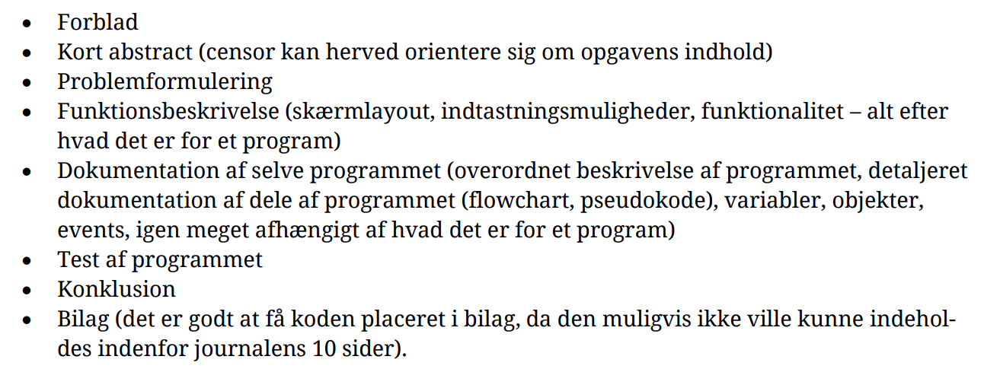 • Forblad
• Kort abstract (censor kan herved orientere sig om opgavens indhold)
• Problemformulering
• Funktionsbeskrivelse (skærmlayout, indtastningsmuligheder, funktionalitet – alt efter
hvad det er for et program)
• Dokumentation af selve programmet (overordnet beskrivelse af programmet, detaljeret
dokumentation af dele af programmet (flowchart, pseudokode), variabler, objekter,
events, igen meget afhængigt af hvad det er for et program)
• Test af programmet
• Konklusion
• Bilag (det er godt at få koden placeret i bilag, da den muligvis ikke ville kunne indehol-
des indenfor journalens 10 sider).